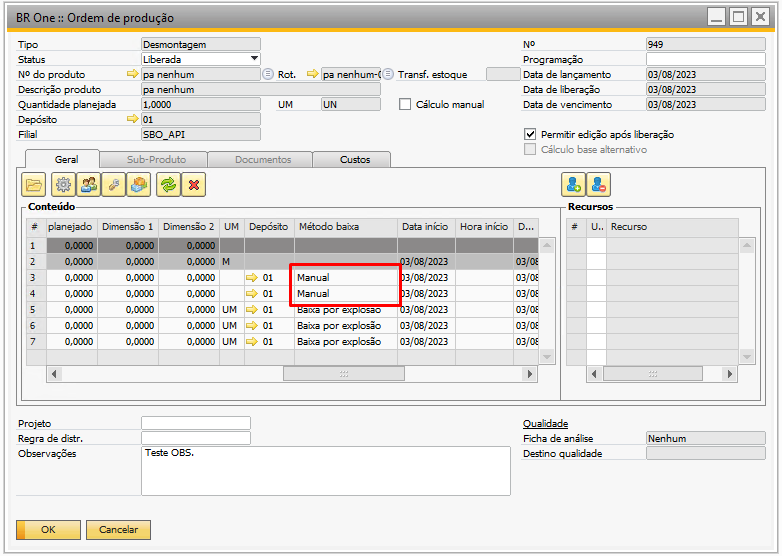 BR One :: Ordem de produção
Tipo Desmontagem Nº 949
Status Liberada Programação
Nº do produto pa nenhum Rot. Transf. estoque Data de lançamento 03/08/2023
Descrição produto pa nenhum Data de liberação 03/08/2023
Quantidade planejada 1,0000 UM UN Cálculo manual Data de vencimento 03/08/2023
Depósito 01
Filial SBO_API Permitir edição após liberação
Cálculo base alternativo
Geral Sub-Produto Documentos Custos
Conteúdo Recursos
# planejado Dimensão 1 Dimensão 2 UM Depósito Método baixa Data início Hora início D... # U.. Recurso
1 0,0000 0,0000 0,0000
2 0,0000 0,0000 0,0000 M 03/08/2023 03/08
3 0,0000 0,0000 0,0000 01 Manual 03/08/2023 03/08
4 0,0000 0,0000 0,0000 01 Manual 03/08/2023 03/08
5 0,0000 0,0000 0,0000 UM 01 Baixa por explosão 03/08/2023 03/08
6 0,0000 0,0000 0,0000 UM 01 Baixa por explosão 03/08/2023 03/08
7 0,0000 0,0000 0,0000 UM 01 Baixa por explosão 03/08/2023 03/08
Projeto Qualidade
Regra de distr. Ficha de análise Nenhum
Observações Teste OBS. Destino qualidade
OK Cancelar